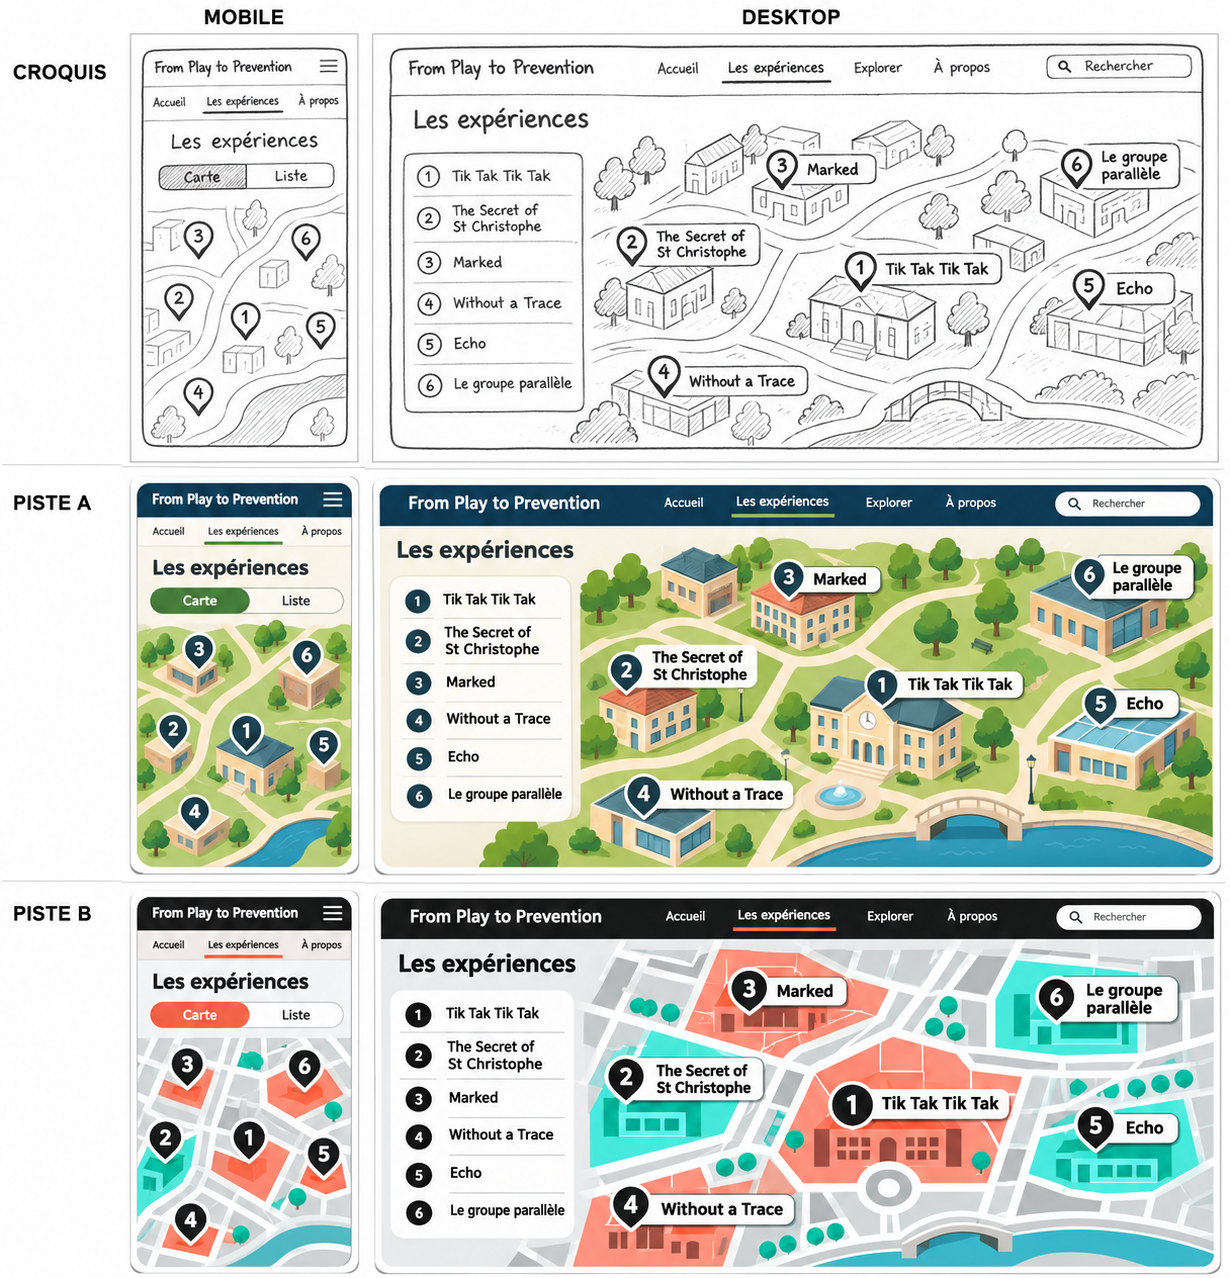 MOBILE
DESKTOP
CROQUIS
From Play to Prevention
Accueil
Les expériences
À propos
Les expériences
Carte
Liste
3
6
2
1
5
4
From Play to Prevention
Accueil
Les expériences
Explorer
À propos
Rechercher
Les expériences
1 Tik Tak Tik Tak
2 The Secret of
St Christophe
3 Marked
4 Without a Trace
5 Echo
6 Le groupe parallèle
3 Marked
6 Le groupe
parallèle
2 The Secret of
St Christophe
1 Tik Tak Tik Tak
5 Echo
4 Without a Trace
PISTE A
From Play to Prevention
Accueil
Les expériences
À propos
Les expériences
Carte
Liste
3
6
2
1
5
4
From Play to Prevention
Accueil
Les expériences
Explorer
À propos
Rechercher
Les expériences
1 Tik Tak Tik Tak
2 The Secret of
St Christophe
3 Marked
4 Without a Trace
5 Echo
6 Le groupe parallèle
3 Marked
6 Le groupe
parallèle
2 The Secret of
St Christophe
1 Tik Tak Tik Tak
5 Echo
4 Without a Trace
PISTE B
From Play to Prevention
Accueil
Les expériences
À propos
Les expériences
Carte
Liste
3
6
2
1
5
4
From Play to Prevention
Accueil
Les expériences
Explorer
À propos
Rechercher
Les expériences
1 Tik Tak Tik Tak
2 The Secret of
St Christophe
3 Marked
4 Without a Trace
5 Echo
6 Le groupe parallèle
3 Marked
6 Le groupe
parallèle
2 The Secret of
St Christophe
1 Tik Tak Tik Tak
5 Echo
4 Without a Trace